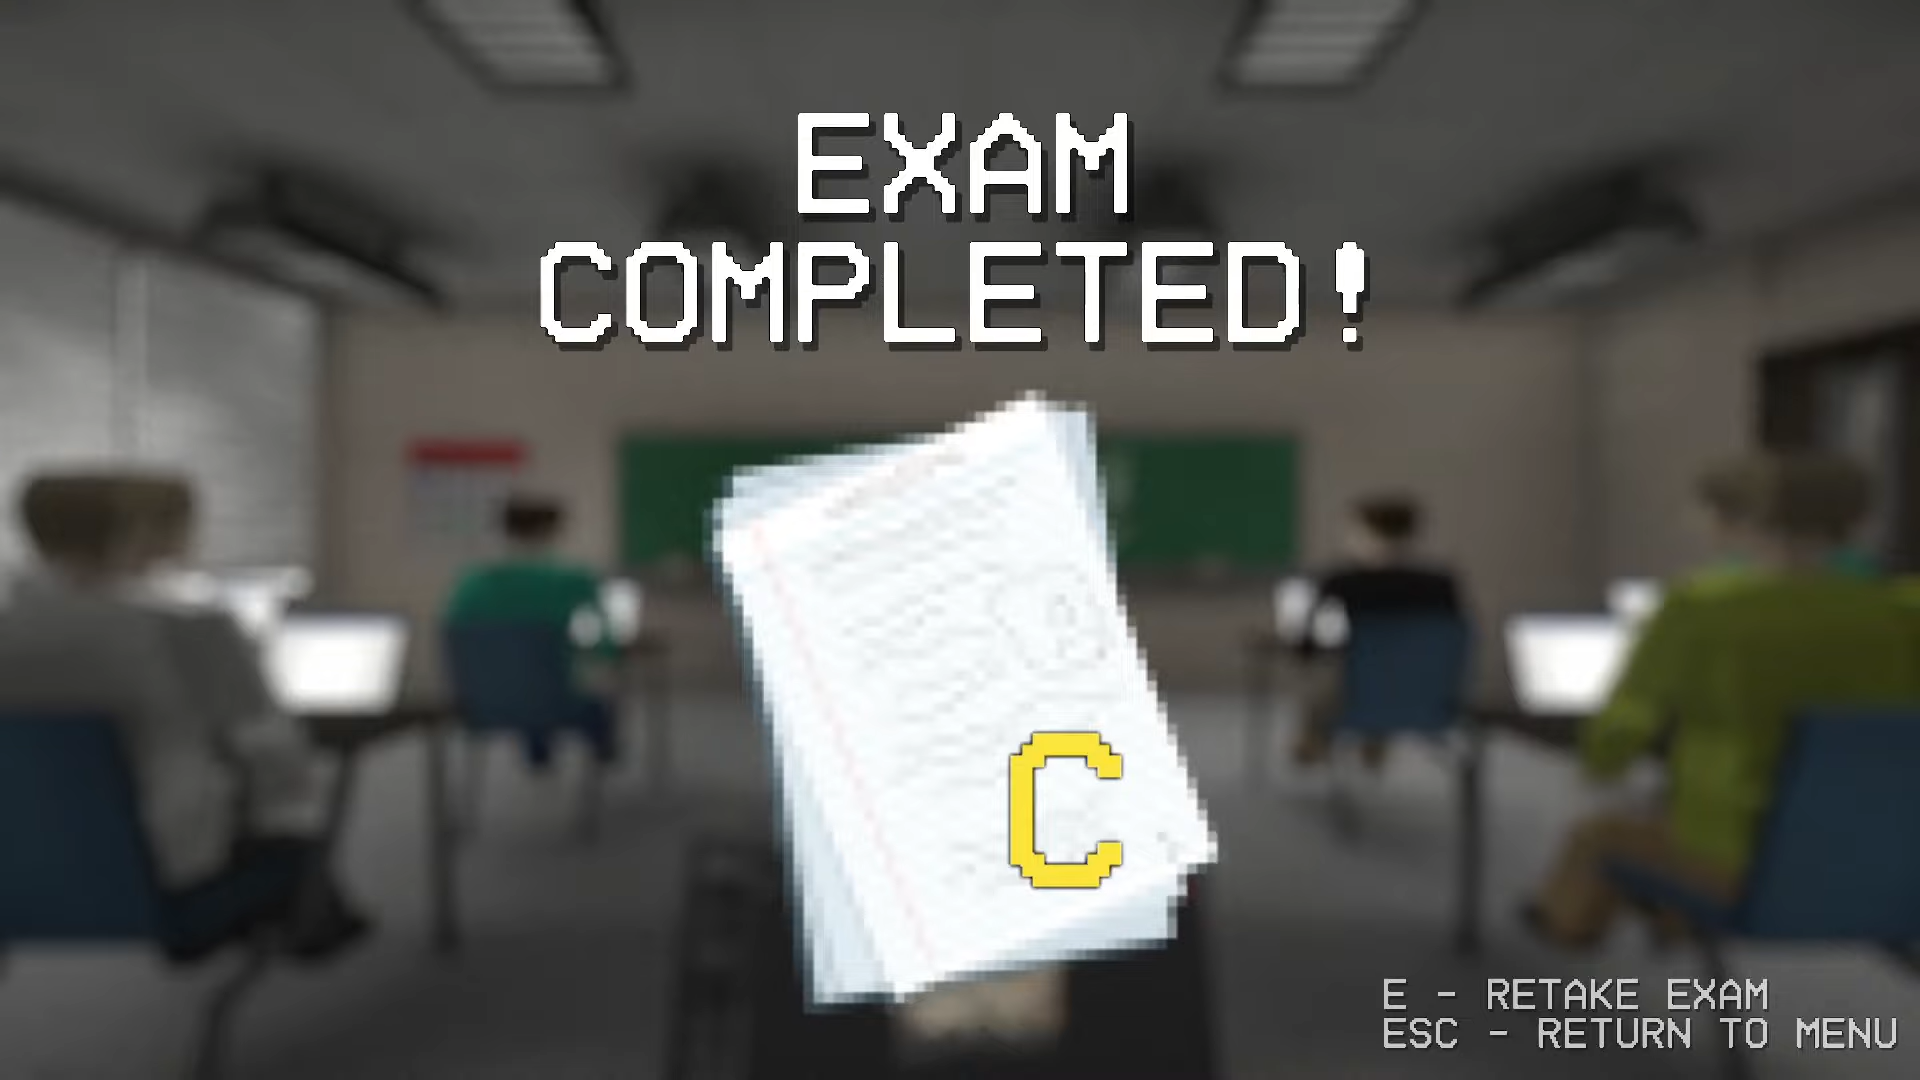 EXAM
COMPLETED!
C
E - RETAKE EXAM
ESC - RETURN TO MENU